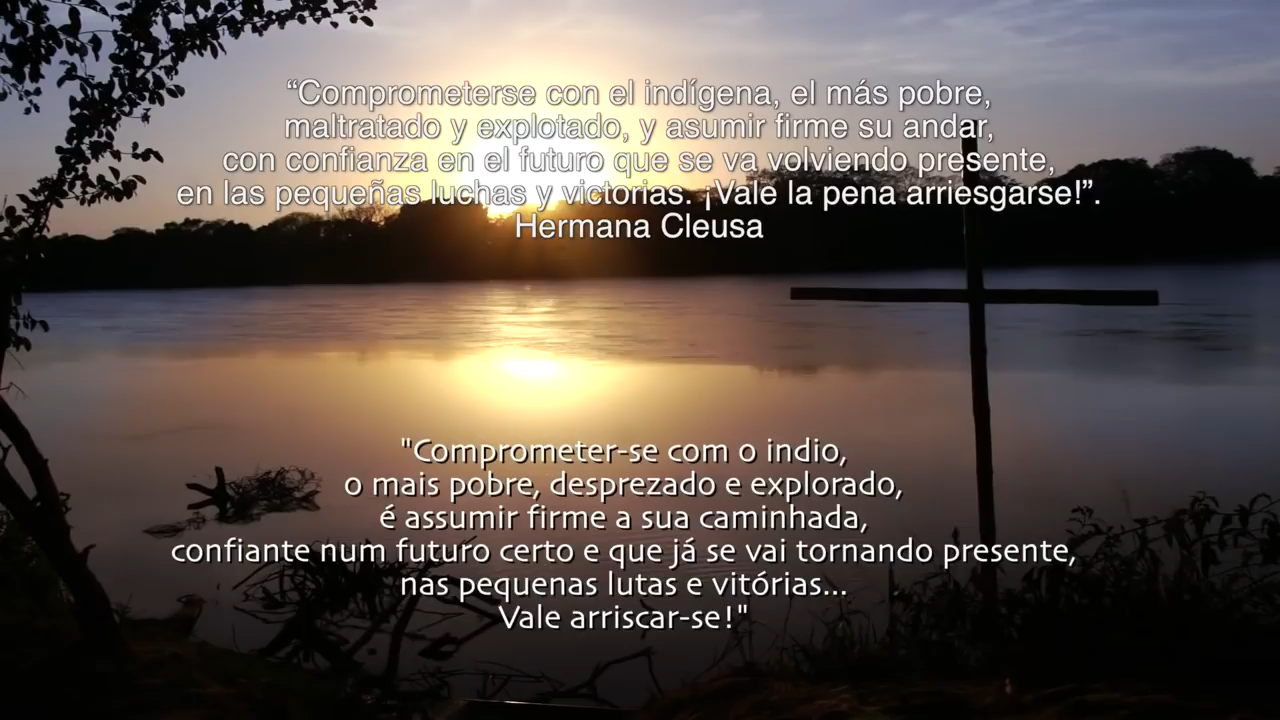 “Comprometerse con el indígena, el más pobre,
maltratado y explotado, y asumir firme su andar,
con confianza en el futuro que se va volviendo presente,
en las pequeñas luchas y victorias. ¡Vale la pena arriesgarse!”.
Hermana Cleusa
"Comprometer-se com o indio,
o mais pobre, desprezado e explorado,
é assumir firme a sua caminhada,
confiante num futuro certo e que já se vai tornando presente,
nas pequenas lutas e vitórias...
Vale arriscar-se!"